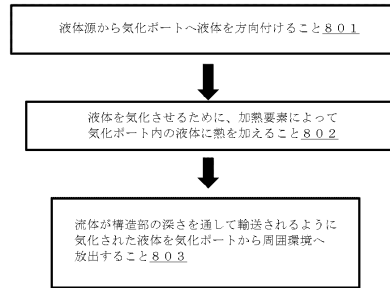 液体源から気化ポートへ液体を方向付けること801
液体を気化させるために、加熱要素によって
気化ポート内の液体に熱を加えること802
流体が構造部の深さを通して輸送されるように
気化された液体を気化ポートから周囲環境へ
放出すること803